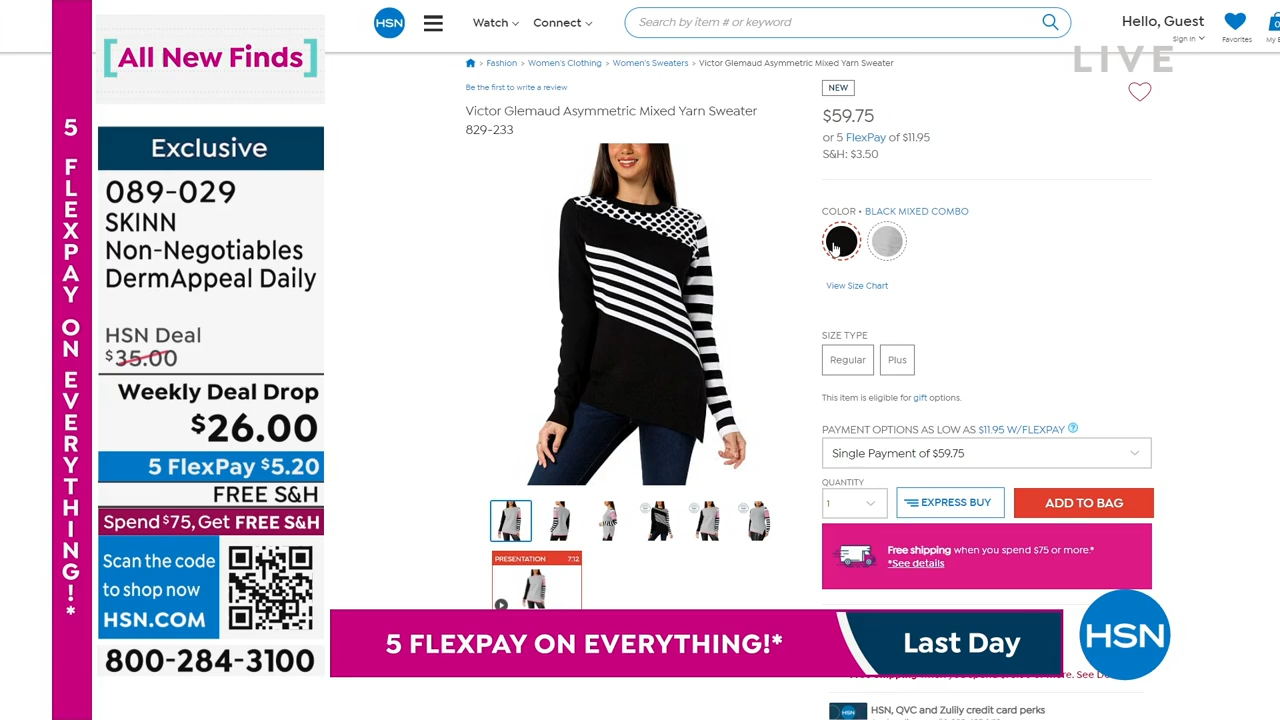 5 FLEXPAY ON EVERYTHING!*
[All New Finds]
Exclusive
089-029
SKINN
Non-Negotiables
DermAppeal Daily
HSN Deal
$35.00
Weekly Deal Drop
$26.00
5 FlexPay $5.20
FREE S&H
Spend $75, Get FREE S&H
Scan the code
to shop now
HSN.COM
800-284-3100
HSN
Watch
Connect
Search by item # or keyword
Hello, Guest
Sign In
Favorites
LIVE
> Fashion > Women's Clothing > Women's Sweaters > Victor Glemaud Asymmetric Mixed Yarn Sweater
Be the first to write a review
Victor Glemaud Asymmetric Mixed Yarn Sweater
829-233
NEW
$59.75
or 5 FlexPay of $11.95
S&H: $3.50
COLOR • BLACK MIXED COMBO
View Size Chart
SIZE TYPE
Regular
Plus
This item is eligible for gift options.
PAYMENT OPTIONS AS LOW AS $11.95 W/FLEXPAY
Single Payment of $59.75
QUANTITY
1
EXPRESS BUY
ADD TO BAG
Free shipping when you spend $75 or more.*
*See details
PRESENTATION 7:12
5 FLEXPAY ON EVERYTHING!*
Last Day
HSN
HSN, QVC and Zulily credit card perks